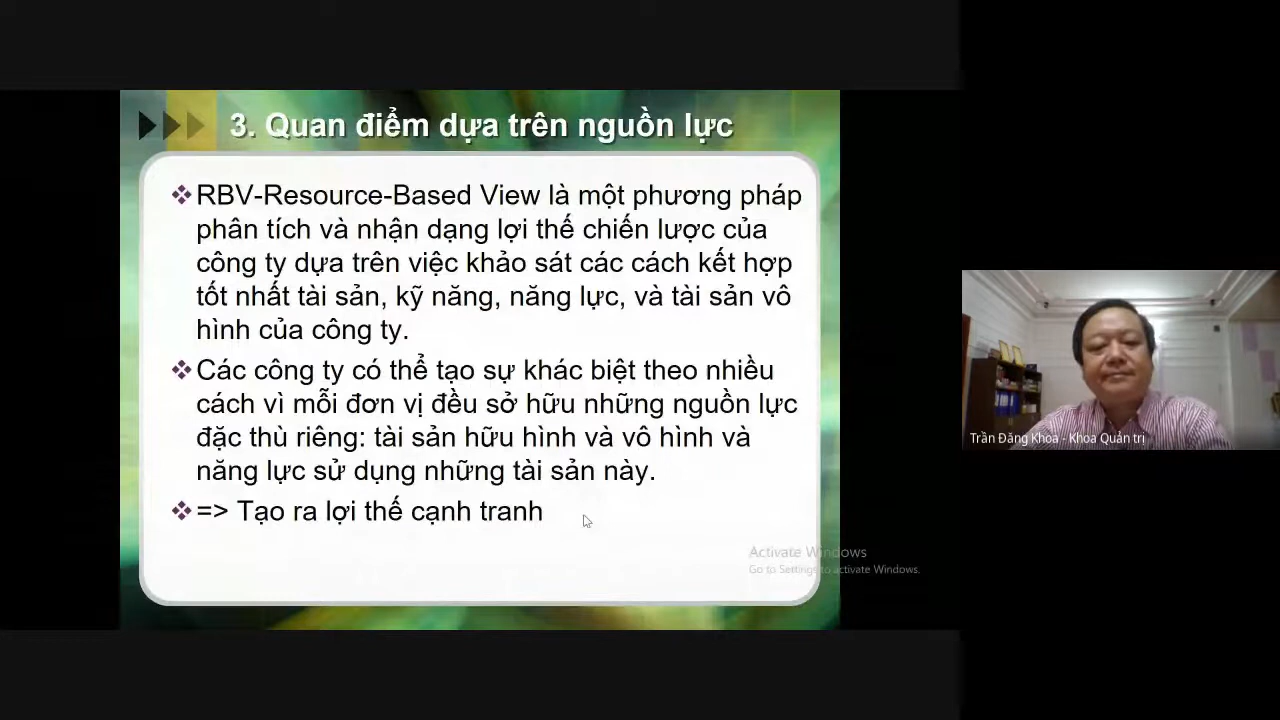 3. Quan điểm dựa trên nguồn lực
RBV-Resource-Based View là một phương pháp
phân tích và nhận dạng lợi thế chiến lược của
công ty dựa trên việc khảo sát các cách kết hợp
tốt nhất tài sản, kỹ năng, năng lực, và tài sản vô
hình của công ty.
Các công ty có thể tạo sự khác biệt theo nhiều
cách vì mỗi đơn vị đều sở hữu những nguồn lực
đặc thù riêng: tài sản hữu hình và vô hình và
năng lực sử dụng những tài sản này.
=> Tạo ra lợi thế cạnh tranh
Activate Windows
Go to Settings to activate Windows.
Trần Đăng Khoa - Khoa Quản trị